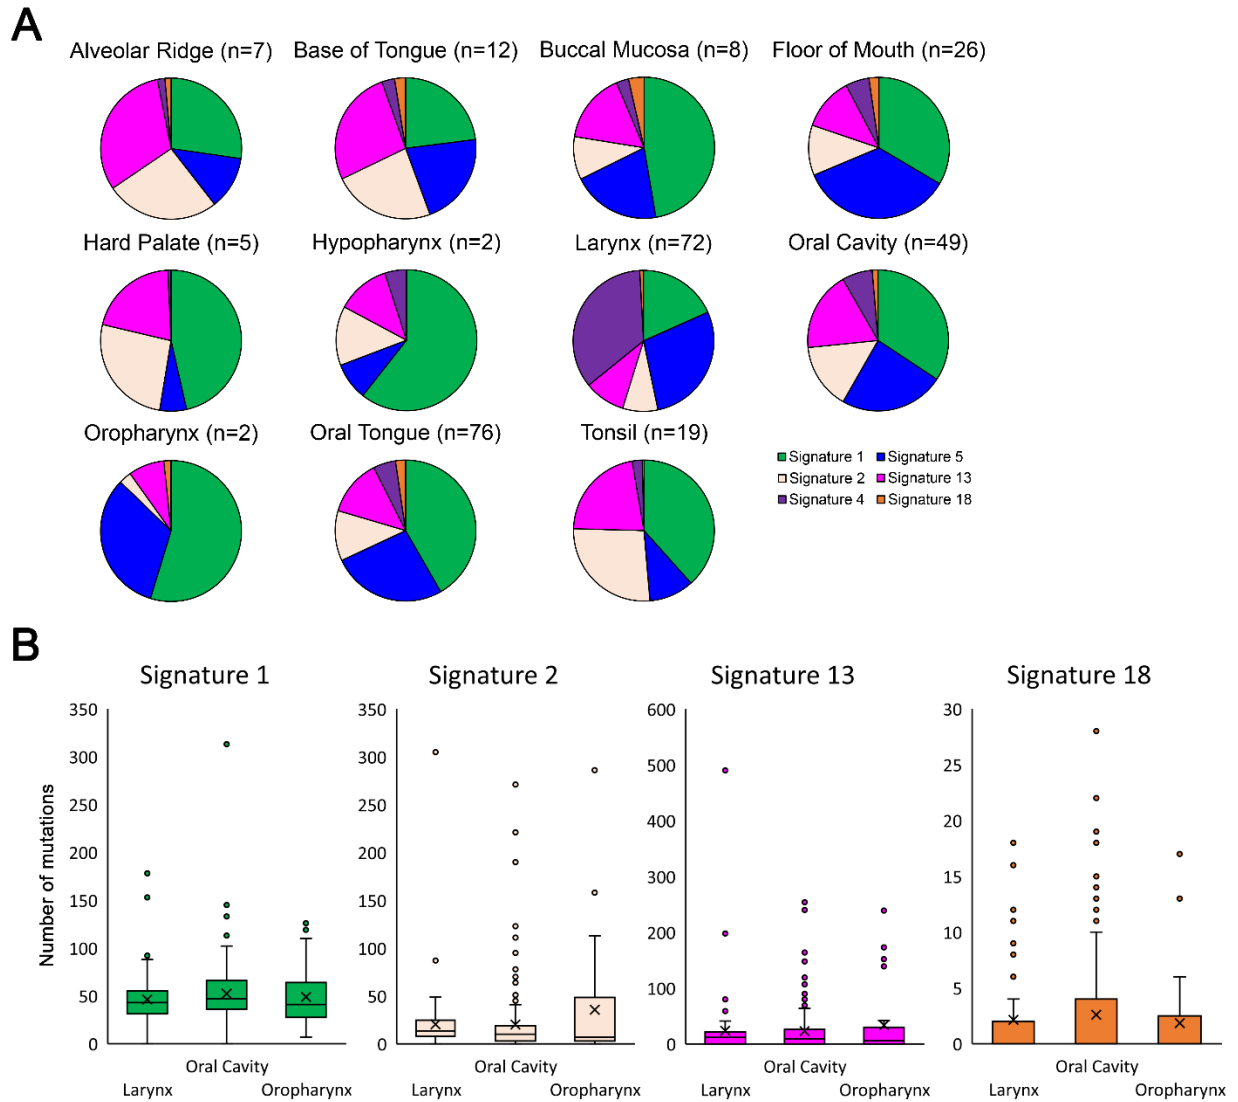 A
Alveolar Ridge (n=7) Base of Tongue (n=12) Buccal Mucosa (n=8) Floor of Mouth (n=26)
Hard Palate (n=5) Hypopharynx (n=2) Larynx (n=72) Oral Cavity (n=49)
Oropharynx (n=2) Oral Tongue (n=76) Tonsil (n=19)
Signature 1 Signature 5
Signature 2 Signature 13
Signature 4 Signature 18
B
Signature 1 Signature 2 Signature 13 Signature 18
Number of mutations
350
300
250
200
150
100
50
0
Oral Cavity
Larynx Oropharynx
350
300
250
200
150
100
50
0
Oral Cavity
Larynx Oropharynx
600
500
400
300
200
100
0
Oral Cavity
Larynx Oropharynx
30
25
20
15
10
5
0
Oral Cavity
Larynx Oropharynx